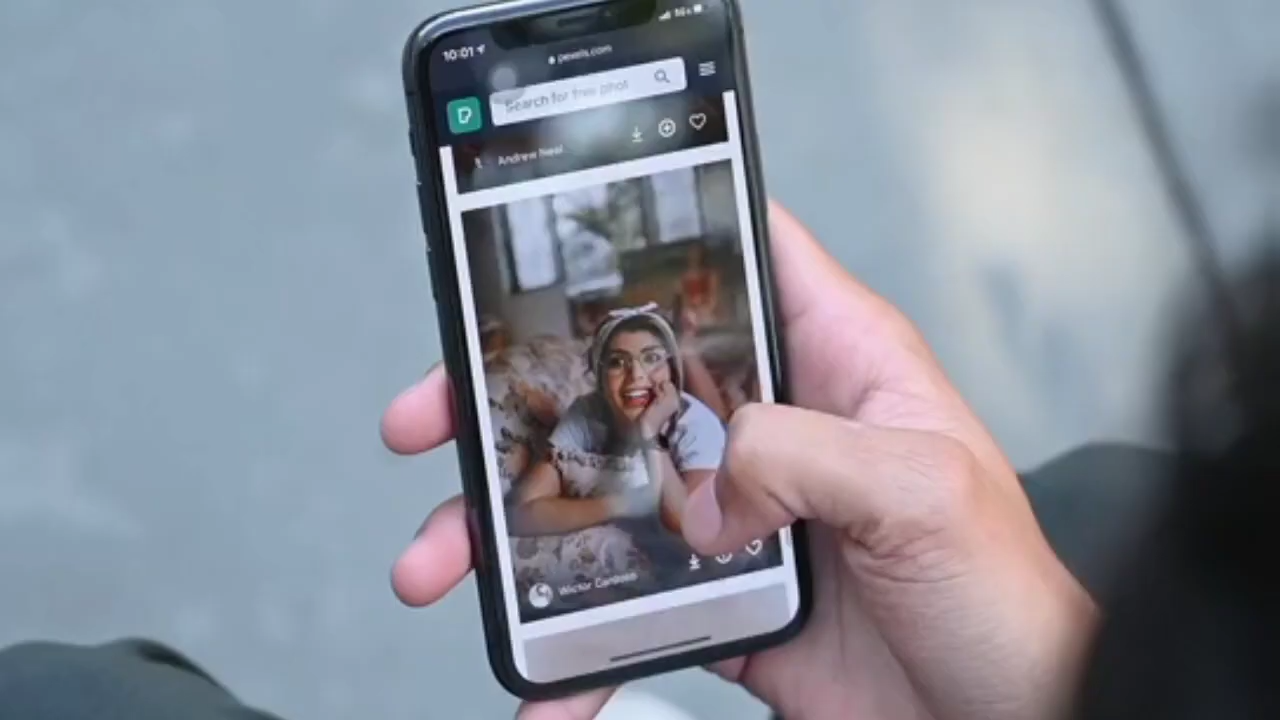 10:01
pexels.com
Search for free phot
Andrew Neel
Wictor Cardoso